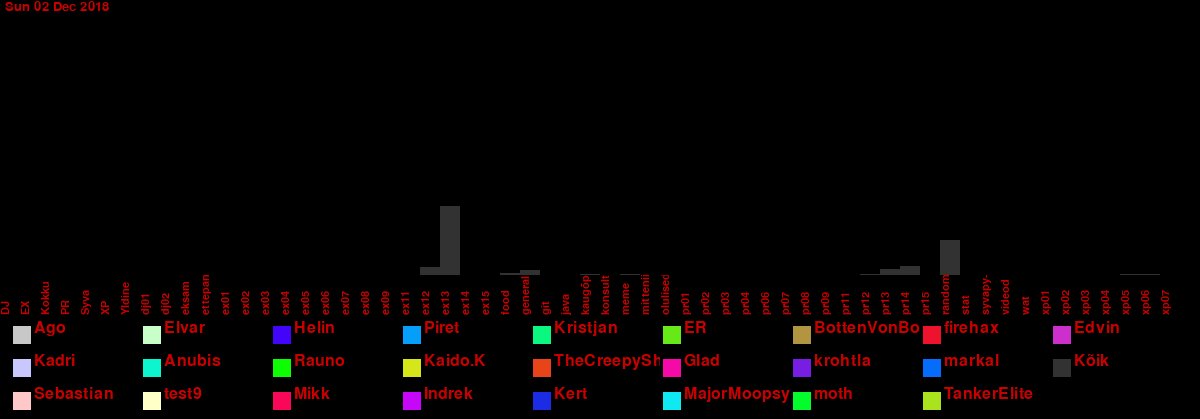 Sun 02 Dec 2018
DJ EX Kokku PR Syva XP Yldine dj01 dj02 eksam ettepan ex01 ex02 ex03 ex04 ex05 ex06 ex07 ex08 ex09 ex11 ex12 ex13 ex14 ex15 food general git java kaugõp konsult meme mitteni olulised pr01 pr02 pr03 pr04 pr06 pr07 pr08 pr09 pr11 pr12 pr13 pr14 pr15 random stat syvapy- videod wat xp01 xp02 xp03 xp04 xp05 xp06 xp07
Ago Elvar Helin Piret Kristjan ER BottenVonBo firehax Edvin
Kadri Anubis Rauno Kaido.K TheCreepySh Glad krohtla markal Kõik
Sebastian test9 Mikk Indrek Kert MajorMoopsy moth TankerElite